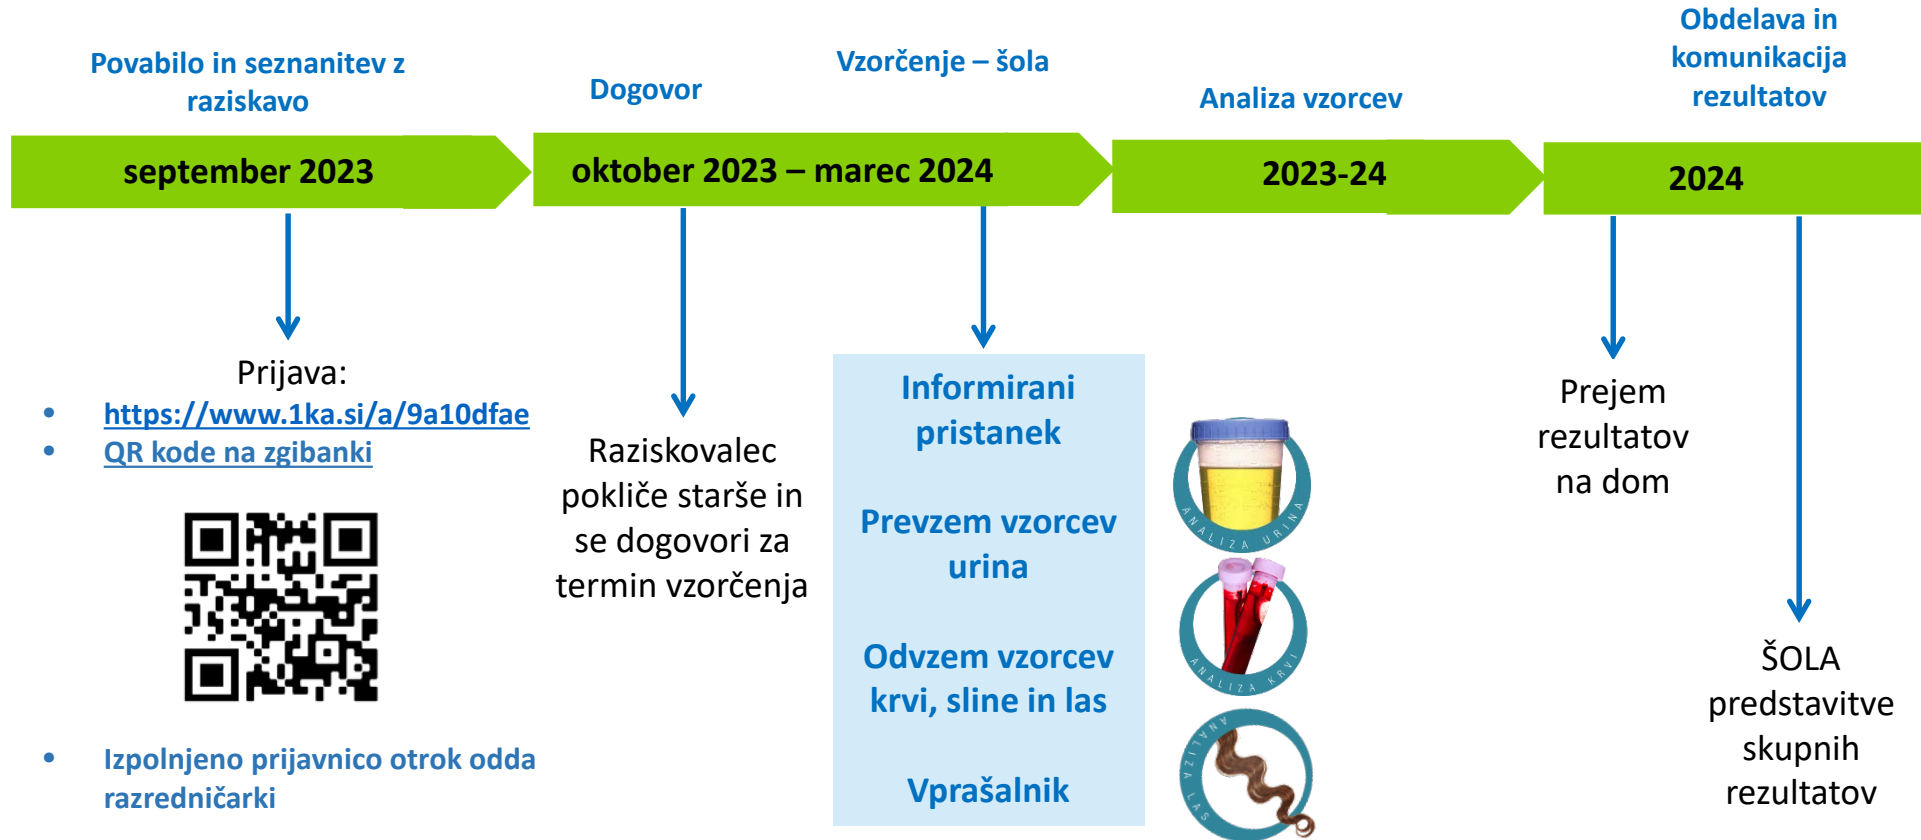 Povabilo in seznanitev z
raziskavo
Dogovor
Vzorčenje – šola
Analiza vzorcev
Obdelava in
komunikacija
rezultatov
september 2023
oktober 2023 – marec 2024
2023-24
2024
Prijava:
• https://www.1ka.si/a/9a10dfae
• QR kode na zgibanki
• Izpolnjeno prijavnico otrok odda
razredničarki
Raziskovalec
pokliče starše in
se dogovori za
termin vzorčenja
Informirani
pristanek
Prevzem vzorcev
urina
Odvzem vzorcev
krvi, sline in las
Vprašalnik
ANALIZA URINA
ANALIZA KRVI
ANALIZA LAS
Prejem
rezultatov
na dom
ŠOLA
predstavitve
skupnih
rezultatov